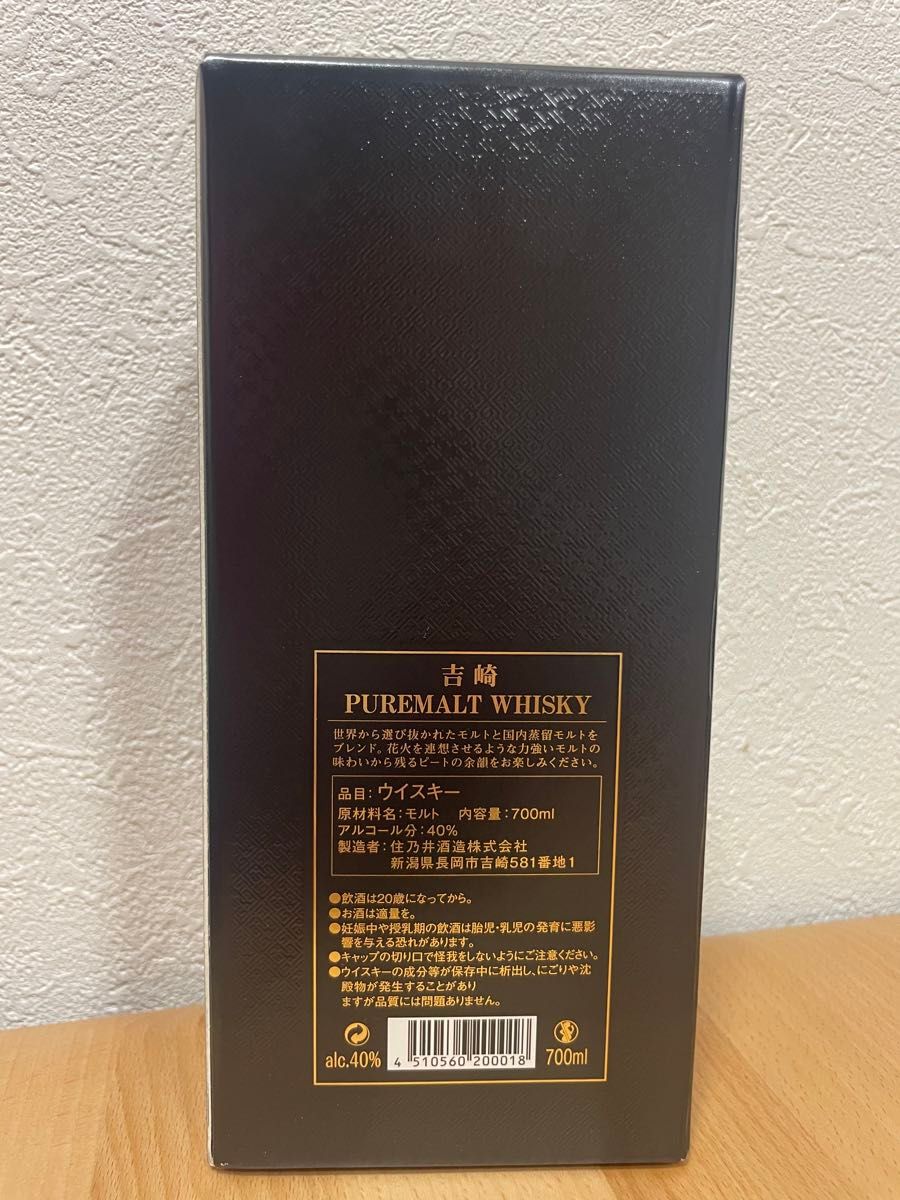 吉崎
PUREMALT WHISKY
世界から選び抜かれたモルトと国内蒸留モルトを
ブレンド。花火を連想させるような力強いモルトの
味わいから残るピートの余韻をお楽しみください。
品目：ウイスキー
原材料名：モルト　内容量：700ml
アルコール分：40%
製造者：住乃井酒造株式会社
新潟県長岡市吉崎581番地1
●飲酒は20歳になってから。
●お酒は適量を。
●妊娠中や授乳期の飲酒は胎児・乳児の発育に悪影
響を与える恐れがあります。
●キャップの切り口で怪我をしないようにご注意ください。
●ウイスキーの成分等が保存中に析出し、にごりや沈
殿物が発生することがあり
ますが品質には問題ありません。
alc.40%
4 510560 200018
700ml